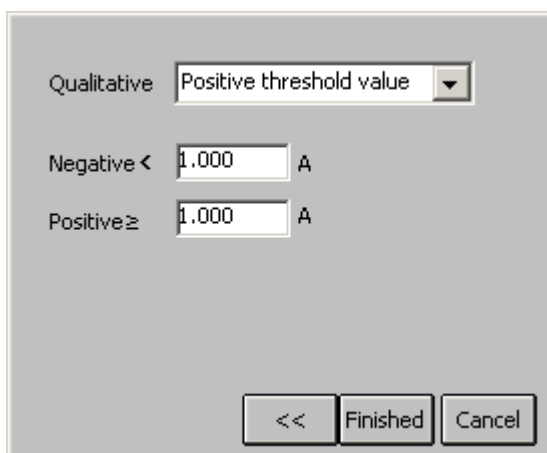 Qualitative Positive threshold value
Negative < 1.000 A
Positive ≥ 1.000 A
<< Finished Cancel